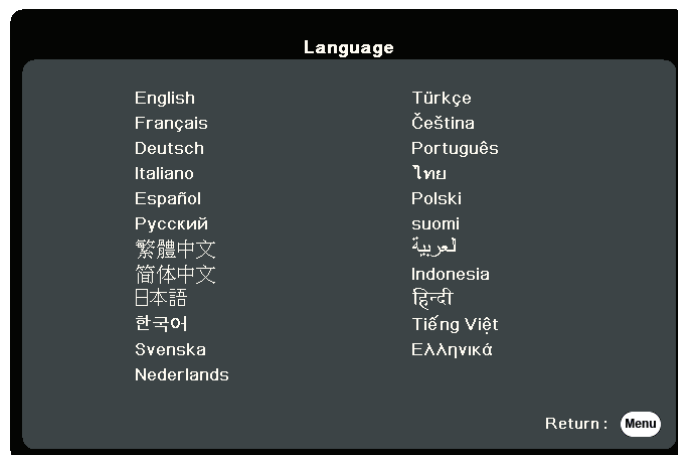 Language
English
Français
Deutsch
Italiano
Español
Русский
繁體中文
简体中文
日本語
한국어
Svenska
Nederlands
Türkçe
Čeština
Português
ไทย
Polski
suomi
العربية
Indonesia
हिन्दी
Tiếng Việt
Ελληνικά
Return : Menu